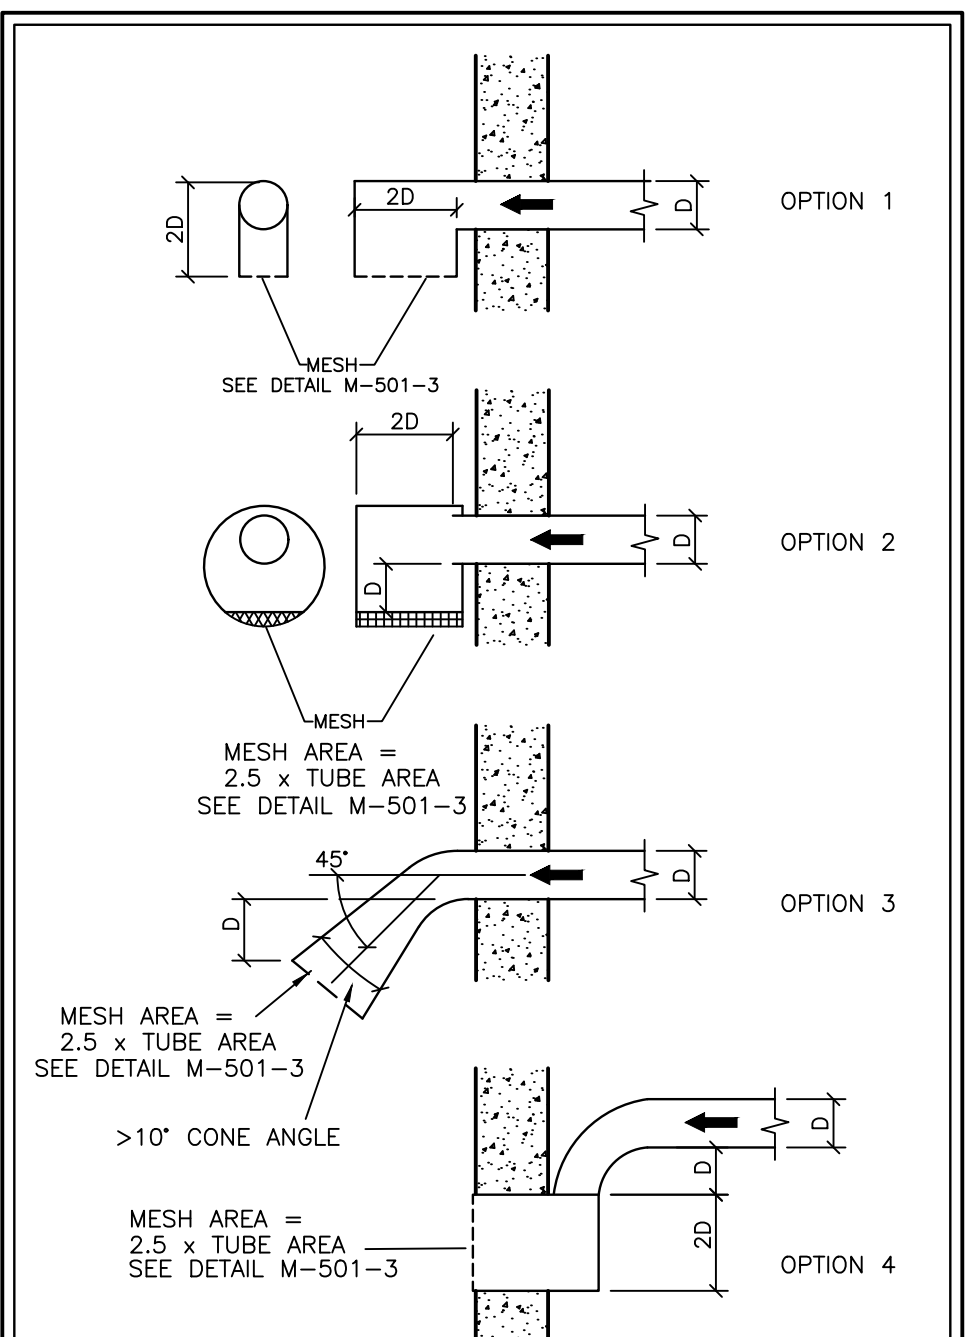 OPTION 1
2D
2D
D
MESH
SEE DETAIL M-501-3
2D
OPTION 2
D
D
MESH
MESH AREA =
2.5 x TUBE AREA
SEE DETAIL M-501-3
45°
D
D
OPTION 3
MESH AREA =
2.5 x TUBE AREA
SEE DETAIL M-501-3
>10° CONE ANGLE
D
D
MESH AREA =
2.5 x TUBE AREA
SEE DETAIL M-501-3
2D
OPTION 4